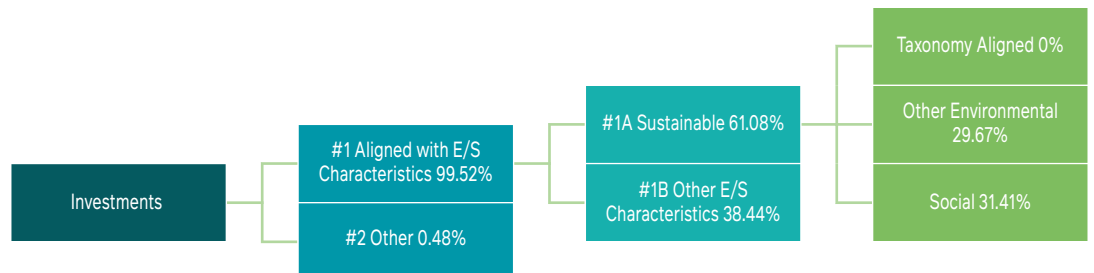 Investments
#1 Aligned with E/S
Characteristics 99.52%
#2 Other 0.48%
#1A Sustainable 61.08%
#1B Other E/S
Characteristics 38.44%
Taxonomy Aligned 0%
Other Environmental
29.67%
Social 31.41%